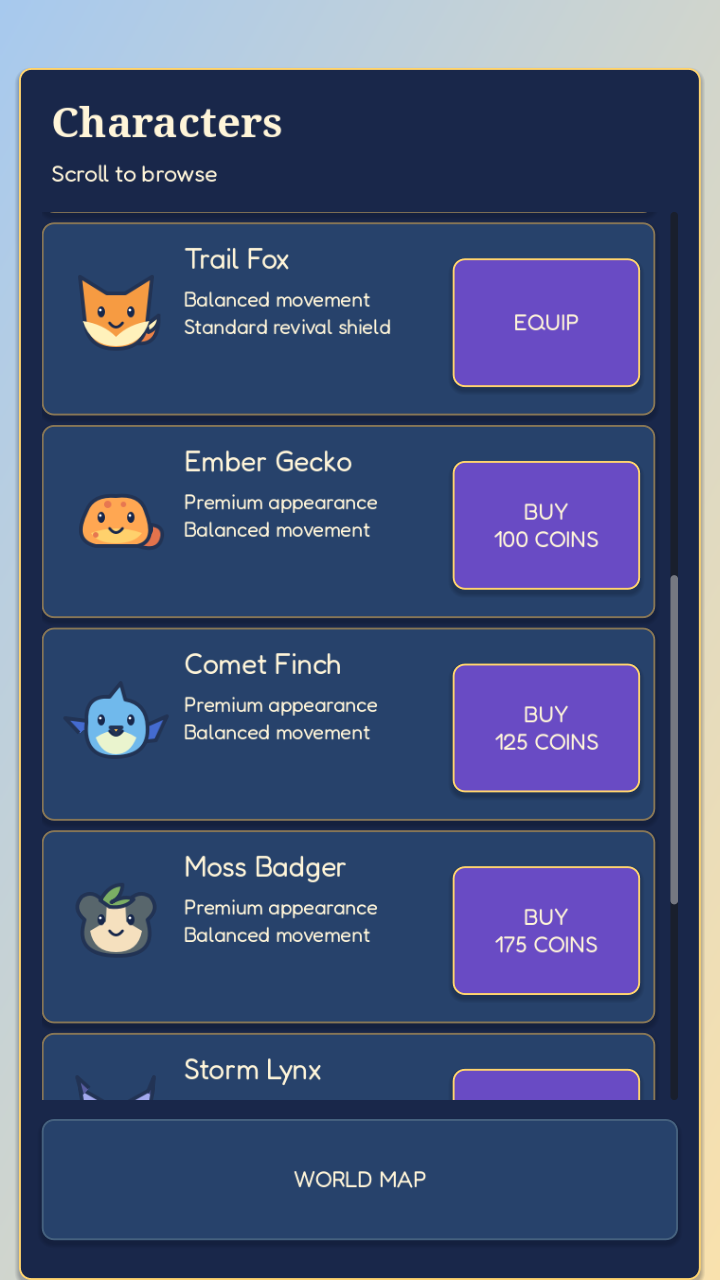 Characters
Scroll to browse
Trail Fox
Balanced movement
Standard revival shield
EQUIP
Ember Gecko
Premium appearance
Balanced movement
BUY
100 COINS
Comet Finch
Premium appearance
Balanced movement
BUY
125 COINS
Moss Badger
Premium appearance
Balanced movement
BUY
175 COINS
Storm Lynx
WORLD MAP